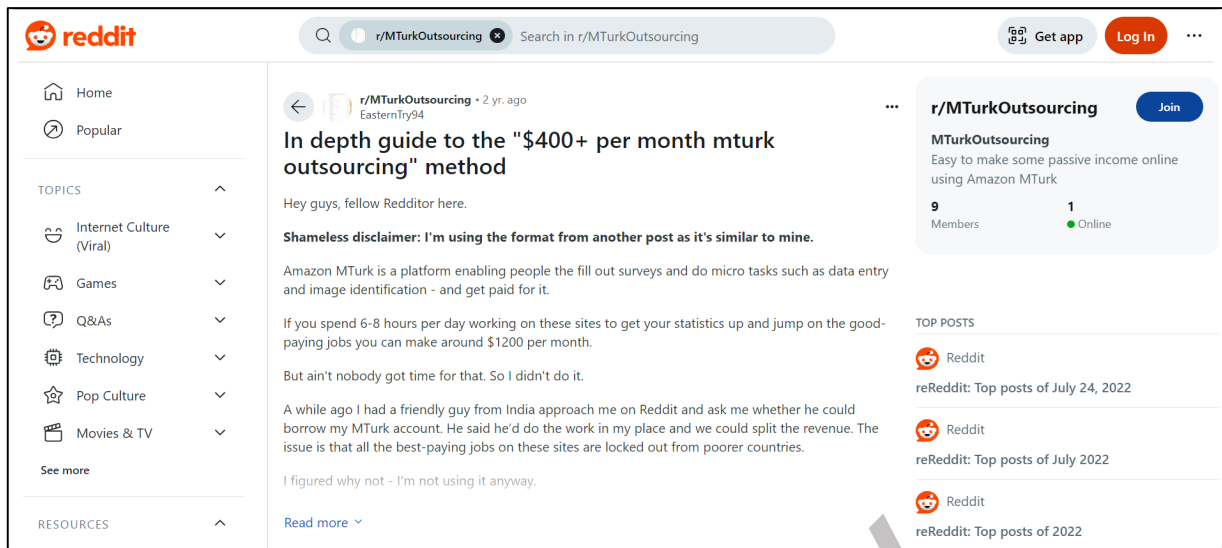 reddit
r/MTurkOutsourcing
Search in r/MTurkOutsourcing
Get app
Log In
Home
Popular
TOPICS
Internet Culture
(Viral)
Games
Q&As
Technology
Pop Culture
Movies & TV
See more
RESOURCES
r/MTurkOutsourcing • 2 yr. ago
EasternTry94
In depth guide to the "$400+ per month mturk
outsourcing" method
Hey guys, fellow Redditor here.
Shameless disclaimer: I'm using the format from another post as it's similar to mine.
Amazon MTurk is a platform enabling people the fill out surveys and do micro tasks such as data entry
and image identification - and get paid for it.
If you spend 6-8 hours per day working on these sites to get your statistics up and jump on the good-
paying jobs you can make around $1200 per month.
But ain't nobody got time for that. So I didn't do it.
A while ago I had a friendly guy from India approach me on Reddit and ask me whether he could
borrow my MTurk account. He said he'd do the work in my place and we could split the revenue. The
issue is that all the best-paying jobs on these sites are locked out from poorer countries.
I figured why not - I'm not using it anyway.
Read more
r/MTurkOutsourcing
Join
MTurkOutsourcing
Easy to make some passive income online
using Amazon MTurk
9 1
Members Online
TOP POSTS
Reddit
reReddit: Top posts of July 24, 2022
Reddit
reReddit: Top posts of July 2022
Reddit
reReddit: Top posts of 2022